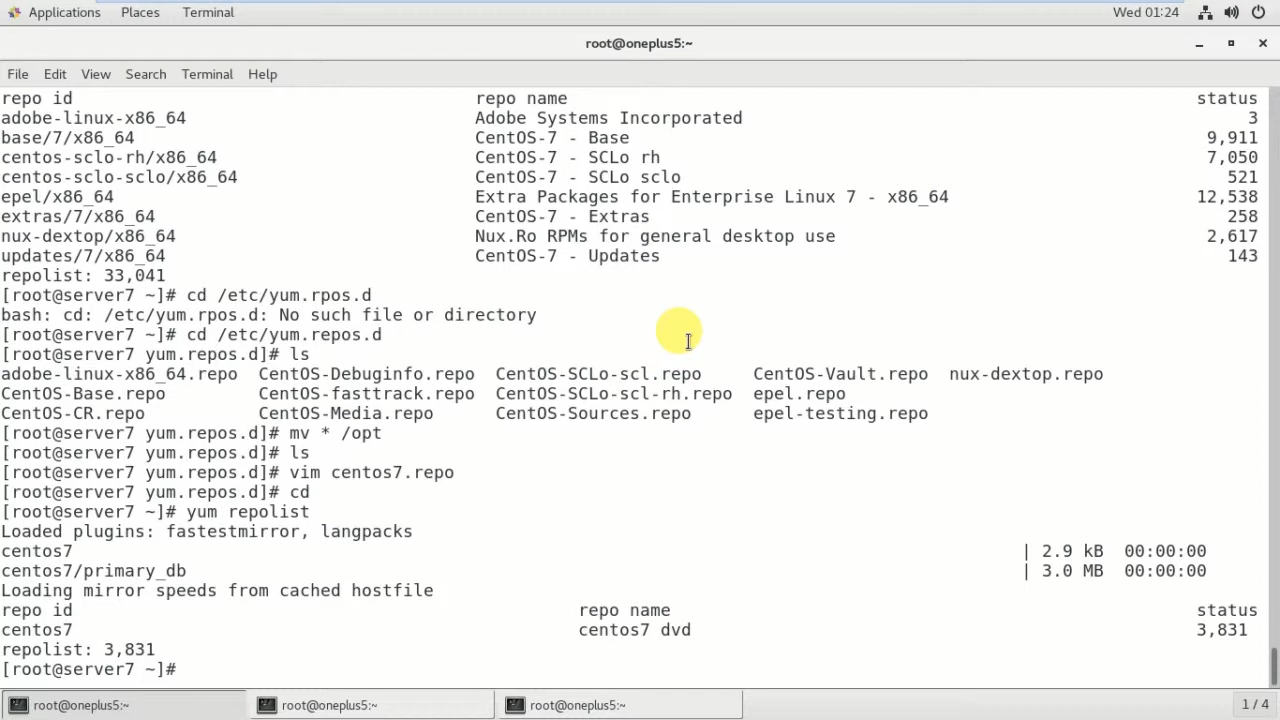 Applications Places Terminal Wed 01:24
root@oneplus5:~
File Edit View Search Terminal Help
repo id repo name status
adobe-linux-x86_64 Adobe Systems Incorporated 3
base/7/x86_64 CentOS-7 - Base 9,911
centos-sclo-rh/x86_64 CentOS-7 - SCLo rh 7,050
centos-sclo-sclo/x86_64 CentOS-7 - SCLo sclo 521
epel/x86_64 Extra Packages for Enterprise Linux 7 - x86_64 12,538
extras/7/x86_64 CentOS-7 - Extras 258
nux-dextop/x86_64 Nux.Ro RPMs for general desktop use 2,617
updates/7/x86_64 CentOS-7 - Updates 143
repolist: 33,041
[root@server7 ~]# cd /etc/yum.rpos.d
bash: cd: /etc/yum.rpos.d: No such file or directory
[root@server7 ~]# cd /etc/yum.repos.d
[root@server7 yum.repos.d]# ls
adobe-linux-x86_64.repo CentOS-Debuginfo.repo CentOS-SCLo-scl.repo CentOS-Vault.repo nux-dextop.repo
CentOS-Base.repo CentOS-fasttrack.repo CentOS-SCLo-scl-rh.repo epel.repo
CentOS-CR.repo CentOS-Media.repo CentOS-Sources.repo epel-testing.repo
[root@server7 yum.repos.d]# mv * /opt
[root@server7 yum.repos.d]# ls
[root@server7 yum.repos.d]# vim centos7.repo
[root@server7 yum.repos.d]# cd
[root@server7 ~]# yum repolist
Loaded plugins: fastestmirror, langpacks
centos7 | 2.9 kB 00:00:00
centos7/primary_db | 3.0 MB 00:00:00
Loading mirror speeds from cached hostfile
repo id repo name status
centos7 centos7 dvd 3,831
repolist: 3,831
[root@server7 ~]#
root@oneplus5:~ root@oneplus5:~ root@oneplus5:~ 1 / 4